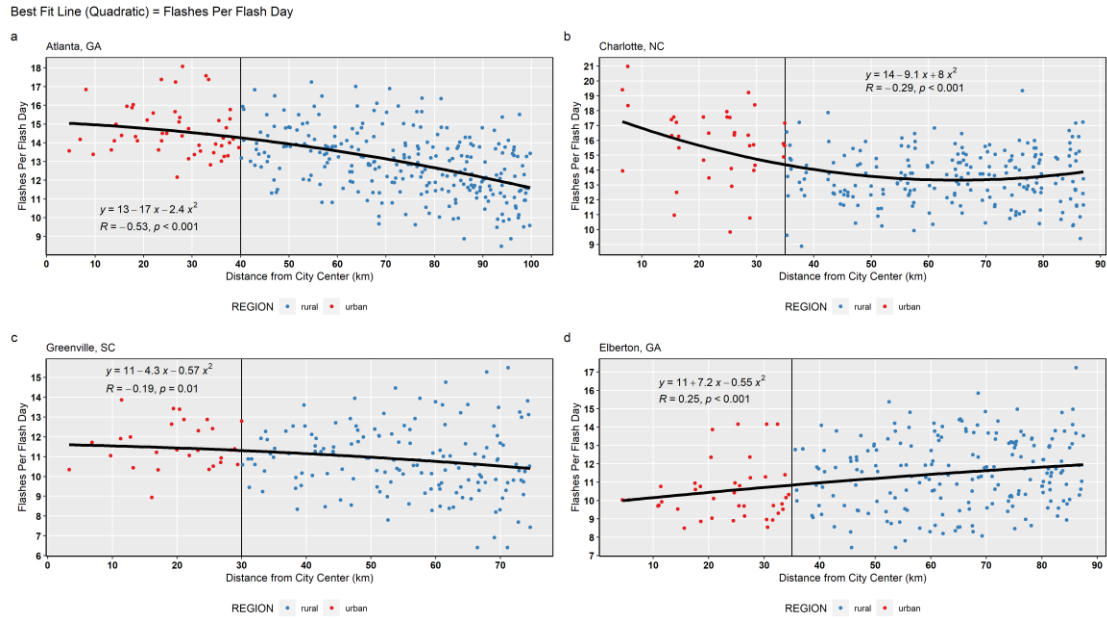 Best Fit Line (Quadratic) = Flashes Per Flash Day
a
Atlanta, GA
18
17
16
15
14
13
12
11
10
9
Flashes Per Flash Day
y = 13 − 17 x − 2.4 x²
R = −0.53, p < 0.001
0 10 20 30 40 50 60 70 80 90 100
Distance from City Center (km)
REGION rural urban
b
Charlotte, NC
21
20
19
18
17
16
15
14
13
12
11
10
9
Flashes Per Flash Day
y = 14 − 9.1 x + 8 x²
R = −0.29, p < 0.001
10 20 30 40 50 60 70 80 90
Distance from City Center (km)
REGION rural urban
c
Greenville, SC
15
14
13
12
11
10
9
8
7
6
Flashes Per Flash Day
y = 11 − 4.3 x − 0.57 x²
R = −0.19, p = 0.01
0 10 20 30 40 50 60 70
Distance from City Center (km)
REGION rural urban
d
Elberton, GA
17
16
15
14
13
12
11
10
9
8
7
Flashes Per Flash Day
y = 11 + 7.2 x − 0.55 x²
R = 0.25, p < 0.001
10 20 30 40 50 60 70 80 90
Distance from City Center (km)
REGION rural urban